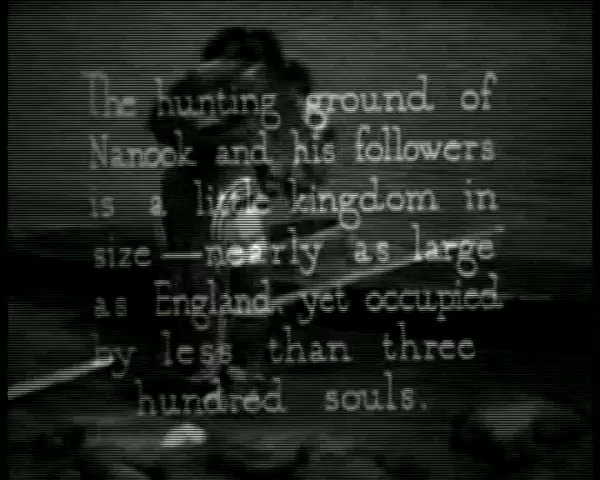 The hunting ground of
Nanook and his followers
is a little kingdom in
size — nearly as large
as England, yet occupied
by less than three
hundred souls.